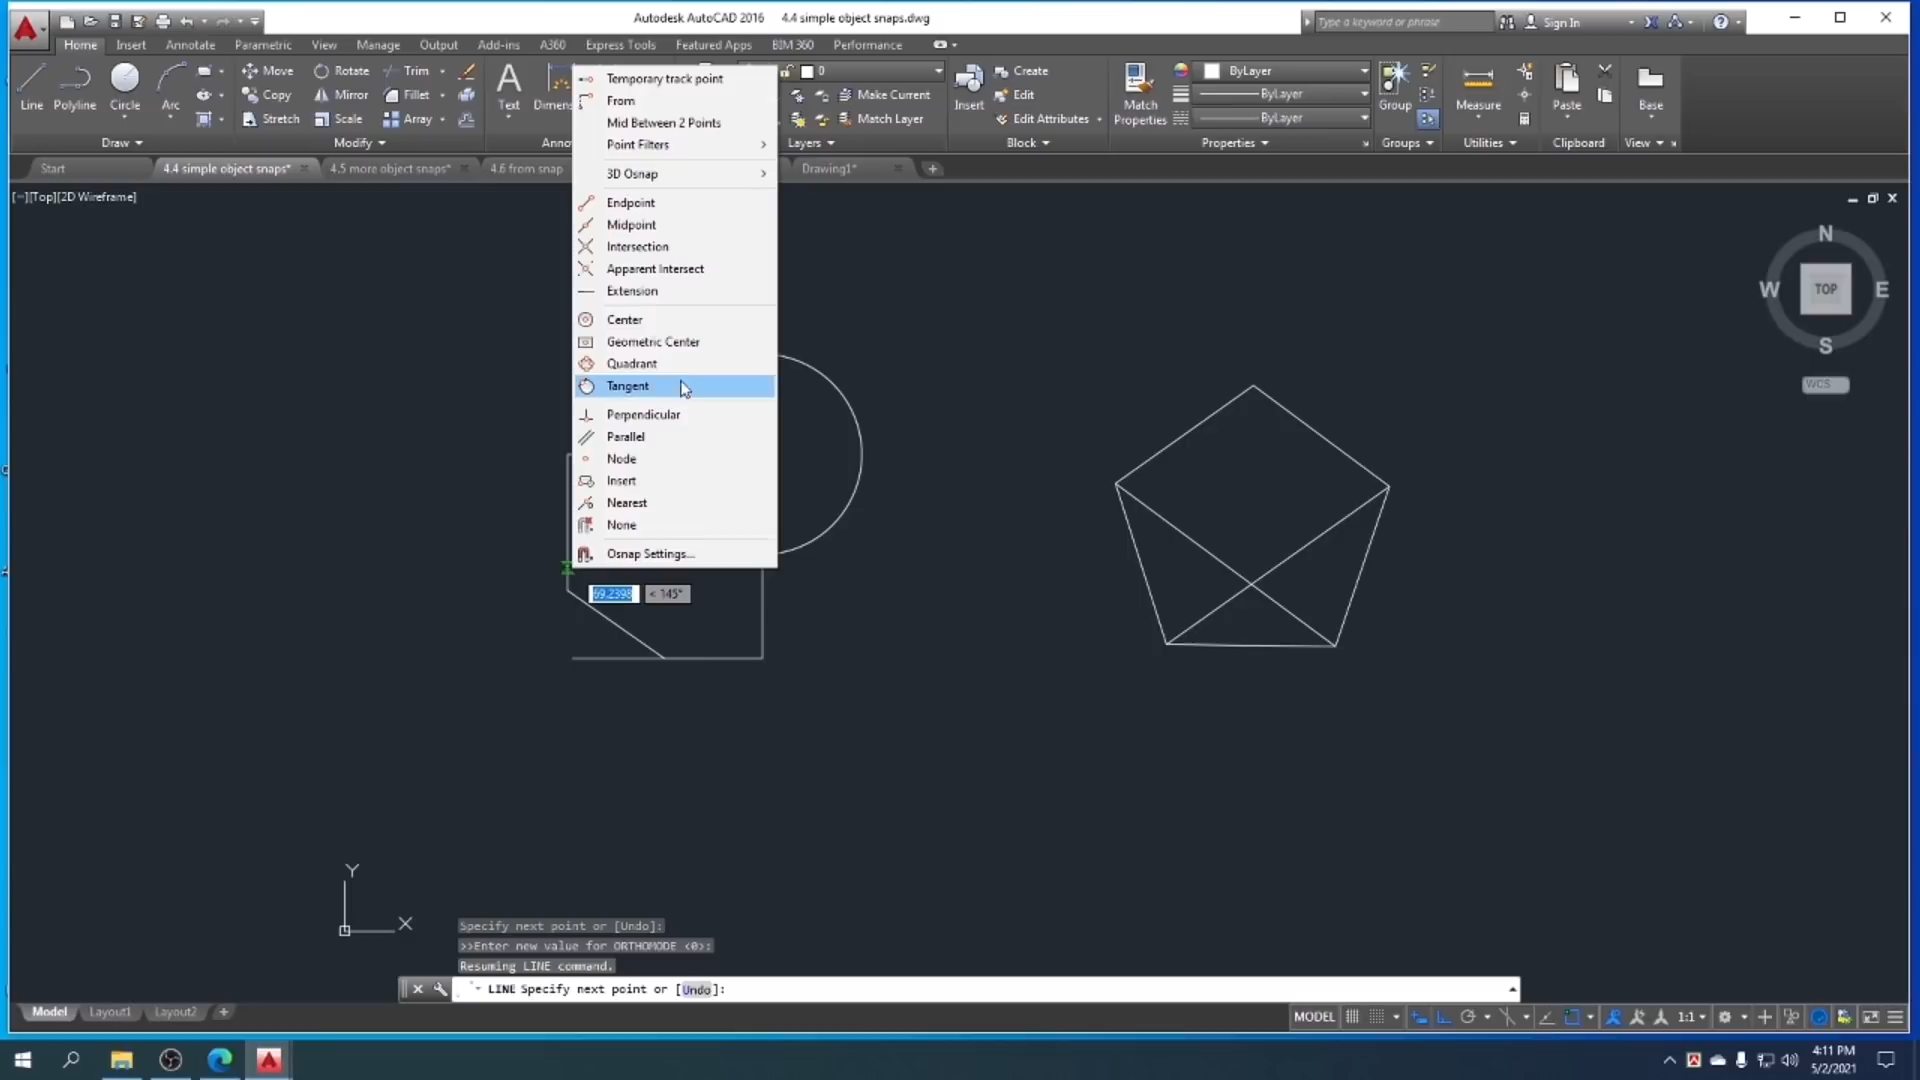 Autodesk AutoCAD 2016 4.4 simple object snaps.dwg
Type a keyword or phrase
Sign In
Home Insert Annotate Parametric View Manage Output Add-ins A360 Express Tools Featured Apps BIM 360 Performance
Line Polyline Circle Arc
Move Rotate Trim
Copy Mirror Fillet
Stretch Scale Array
Text
0
Make Current
Match Layer
Insert
Create
Edit
Edit Attributes
Match Properties
ByLayer
ByLayer
ByLayer
Group
Measure
Paste
Base
Draw Modify Layers Block Properties Groups Utilities Clipboard View
Start 4.4 simple object snaps* 4.5 more object snaps* 4.6 from snap Drawing1*
[−][Top][2D Wireframe]
Temporary track point
From
Mid Between 2 Points
Point Filters
3D Osnap
Endpoint
Midpoint
Intersection
Apparent Intersect
Extension
Center
Geometric Center
Quadrant
Tangent
Perpendicular
Parallel
Node
Insert
Nearest
None
Osnap Settings...
69.2398 < 145°
N
W TOP E
S
WCS
Y
X
Specify next point or [Undo]:
>>Enter new value for ORTHOMODE <0>:
Resuming LINE command.
LINE Specify next point or [Undo]:
Model Layout1 Layout2 +
MODEL 1:1
4:11 PM
5/2/2021